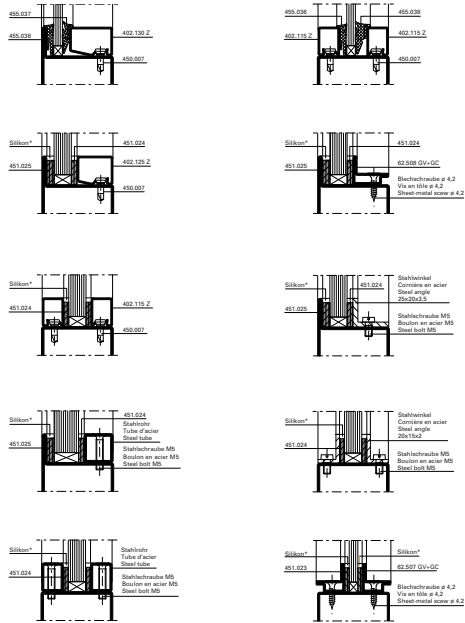 455.037
455.036
402.130 Z
450.007
455.036
455.038
402.115 Z
402.115 Z
450.007
Silikon*
451.024
451.025
402.125 Z
450.007
Silikon*
451.024
451.025
62.508 GV+GC
Blechschraube ø 4,2
Vis en tôle ø 4,2
Sheet-metal scew ø 4,2
Silikon*
451.024
402.115 Z
450.007
Silikon*
451.024
451.025
Stahlwinkel
Cornière en acier
Steel angle
25x20x3.5
Stahlschraube M5
Boulon en acier M5
Steel bolt M5
Silikon*
451.025
451.024
Stahlrohr
Tube d'acier
Steel tube
Stahlschraube M5
Boulon en acier M5
Steel bolt M5
Silikon*
451.024
Stahlwinkel
Cornière en acier
Steel angle
20x15x2
Stahlschraube M5
Boulon en acier M5
Steel bolt M5
Silikon*
451.024
Stahlrohr
Tube d'acier
Steel tube
Stahlschraube M5
Boulon en acier M5
Steel bolt M5
Silikon*
Silikon*
451.023
62.507 GV+GC
Blechschraube ø 4,2
Vis en tôle ø 4,2
Sheet-metal scew ø 4,2